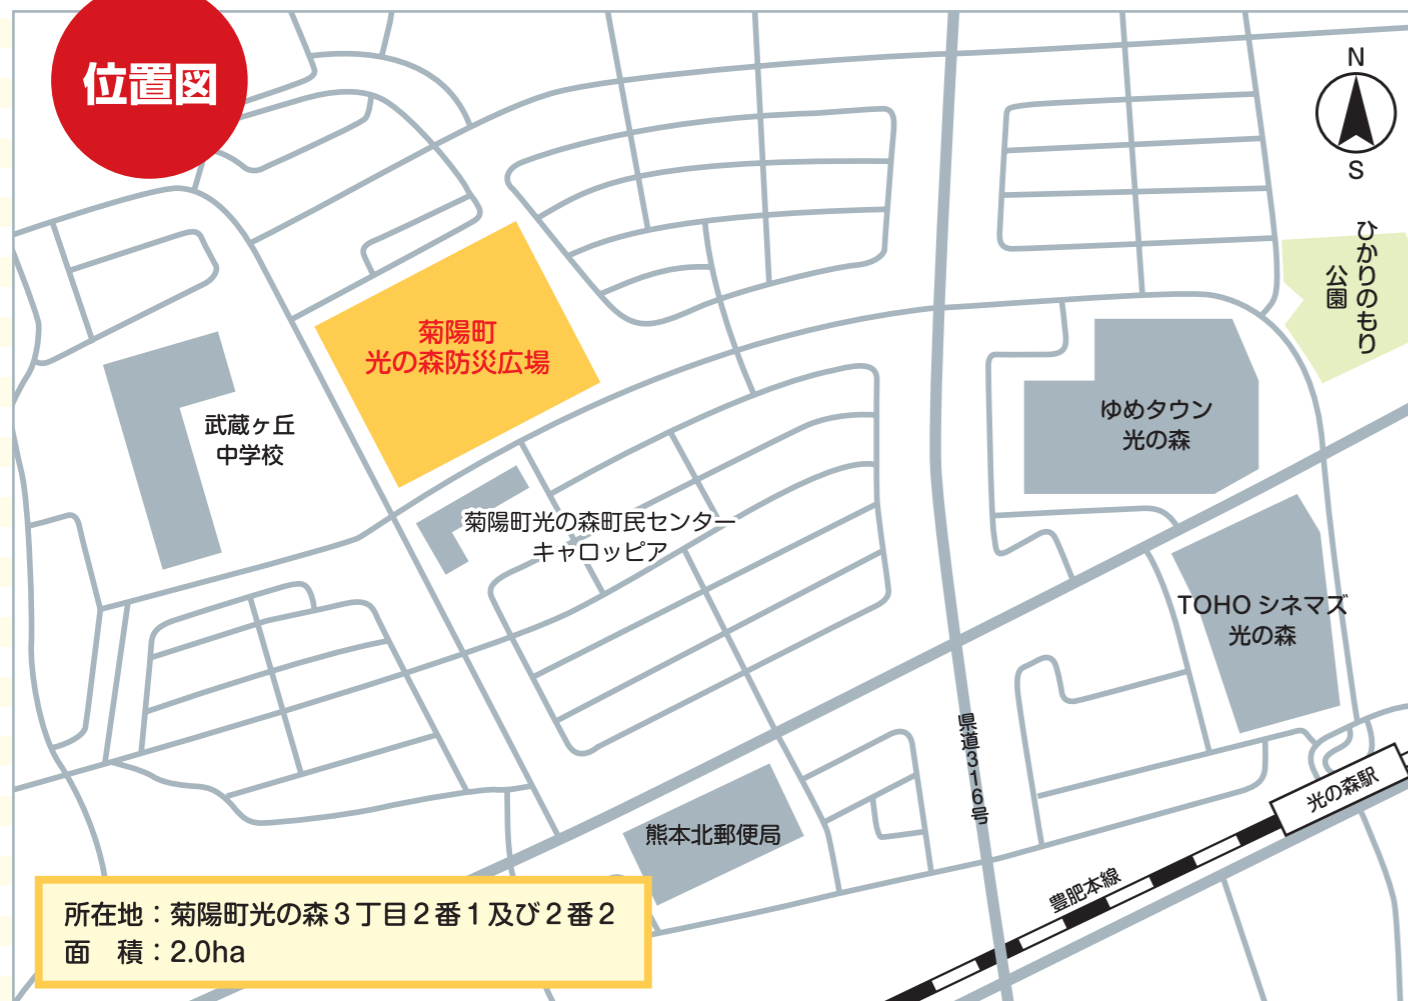 位置図
N
S
ひかりのもり
公園
菊陽町
光の森防災広場
武蔵ヶ丘
中学校
ゆめタウン
光の森
菊陽町光の森町民センター
キャロッピア
TOHO シネマズ
光の森
県道316号
光の森駅
熊本北郵便局
豊肥本線
所在地：菊陽町光の森３丁目２番１及び２番２
面　積：2.0ha